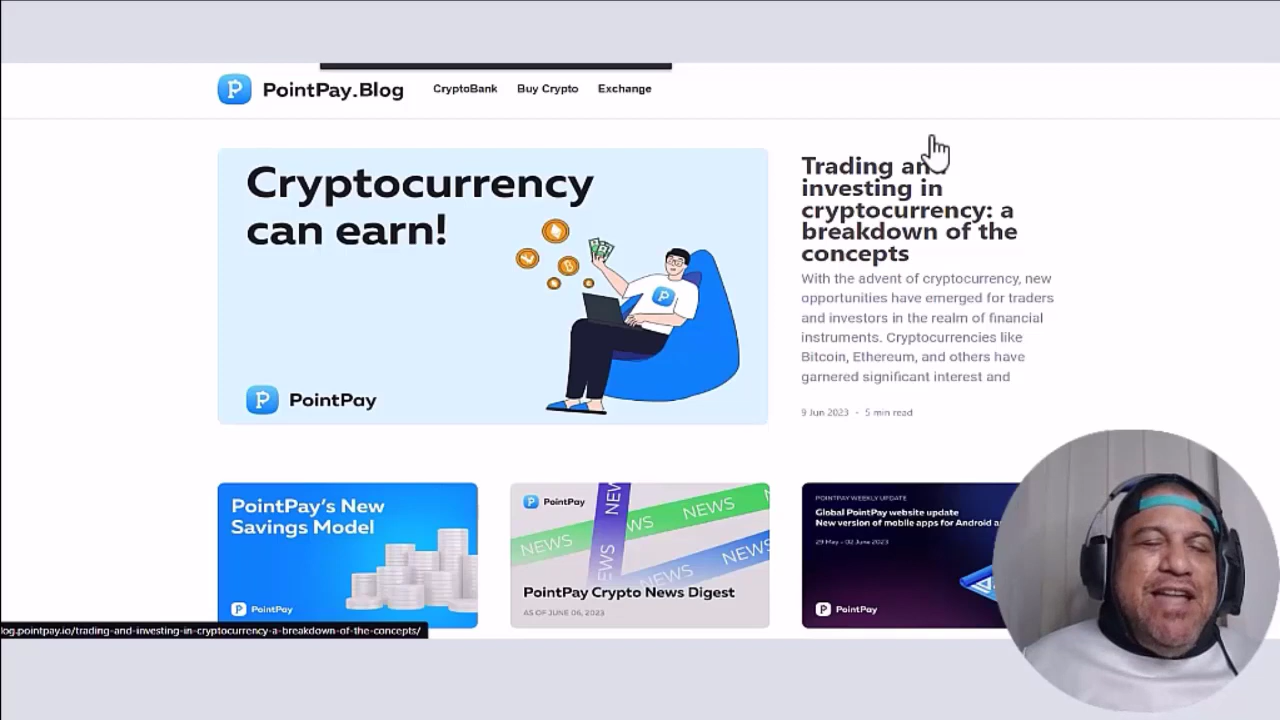 PointPay.Blog
CryptoBank
Buy Crypto
Exchange
Cryptocurrency
can earn!
PointPay
Trading an
investing in
cryptocurrency: a
breakdown of the
concepts
With the advent of cryptocurrency, new
opportunities have emerged for traders
and investors in the realm of financial
instruments. Cryptocurrencies like
Bitcoin, Ethereum, and others have
garnered significant interest and
9 Jun 2023 • 5 min read
PointPay's New
Savings Model
PointPay
PointPay
NEWS
NEWS
NEWS
NEWS
NEWS
NEWS
PointPay Crypto News Digest
AS OF JUNE 06, 2023
POINTPAY WEEKLY UPDATE
Global PointPay website update
New version of mobile apps for Android
29 May - 02 June 2023
PointPay
log.pointpay.io/trading-and-investing-in-cryptocurrency-a-breakdown-of-the-concepts/